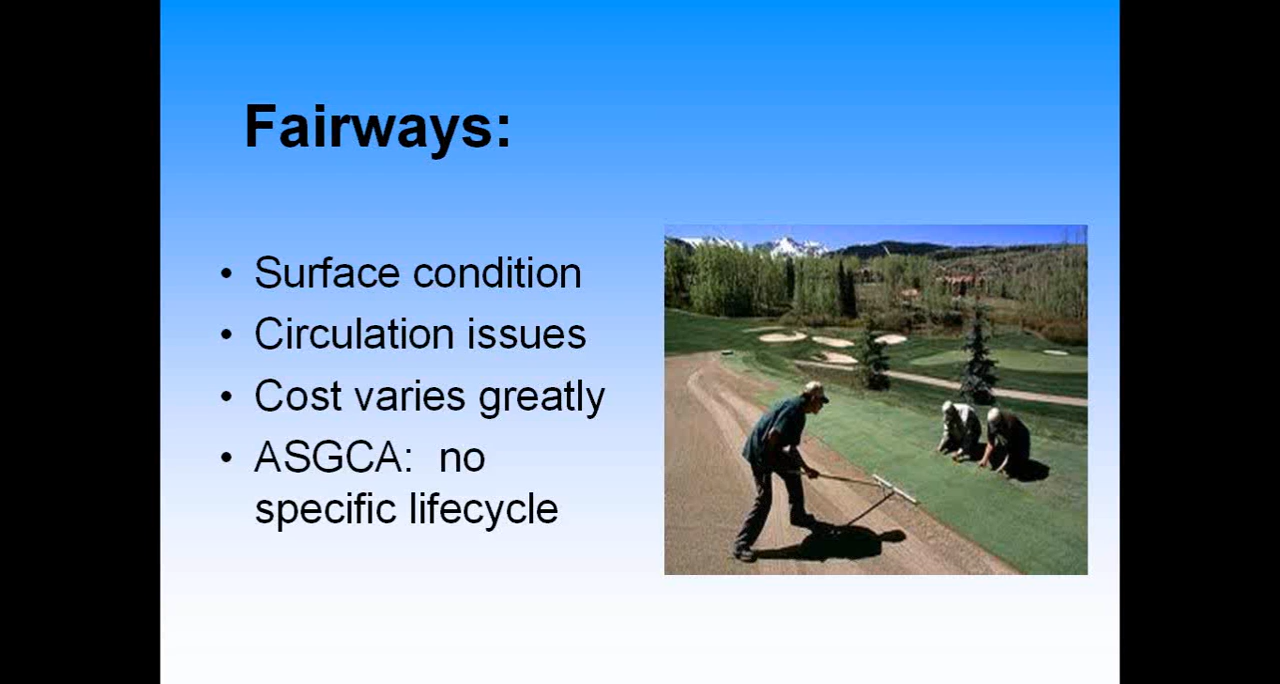 Fairways:
• Surface condition
• Circulation issues
• Cost varies greatly
• ASGCA:  no
specific lifecycle